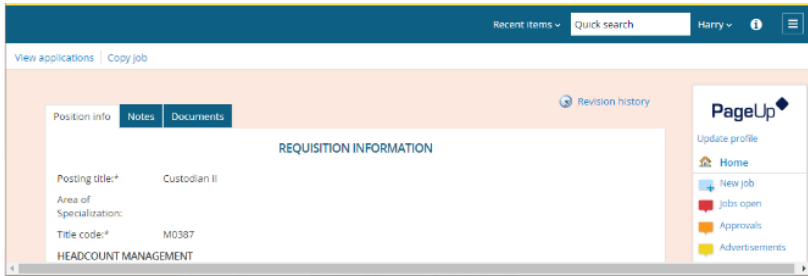 Recent items Quick search Harry
View applications Copy job
Revision history
Position info Notes Documents
PageUp
REQUISITION INFORMATION
Update profile
Posting title:* Custodian II
Home
Area of
Specialization:
New job
Jobs open
Title code:* M0387
Approvals
HEADCOUNT MANAGEMENT
Advertisements